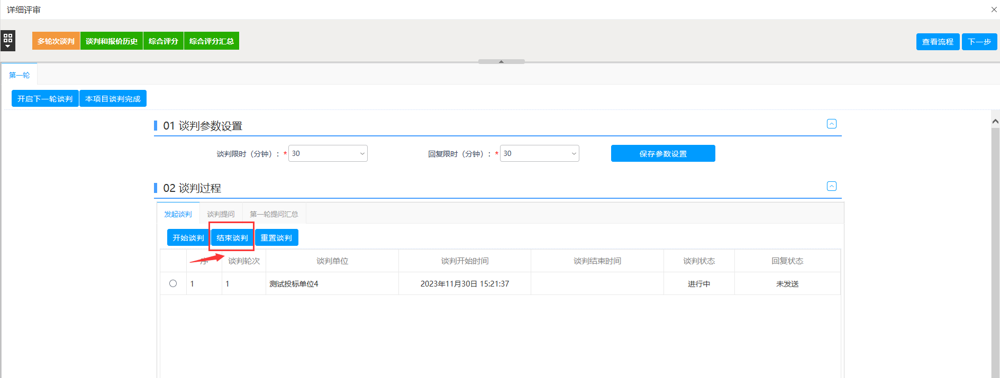 详细评审
多轮次谈判 谈判和报价历史 综合评分 综合评分汇总 查看流程 下一步
第一轮
开启下一轮谈判 本项目谈判完成
01 谈判参数设置
谈判限时（分钟）：* 30 回复限时（分钟）：* 30 保存参数设置
02 谈判过程
发起谈判 谈判提问 第一轮提问汇总
开始谈判 结束谈判 重置谈判
序 谈判轮次 谈判单位 谈判开始时间 谈判结束时间 谈判状态 回复状态
1 1 测试投标单位4 2023年11月30日 15:21:37 进行中 未发送